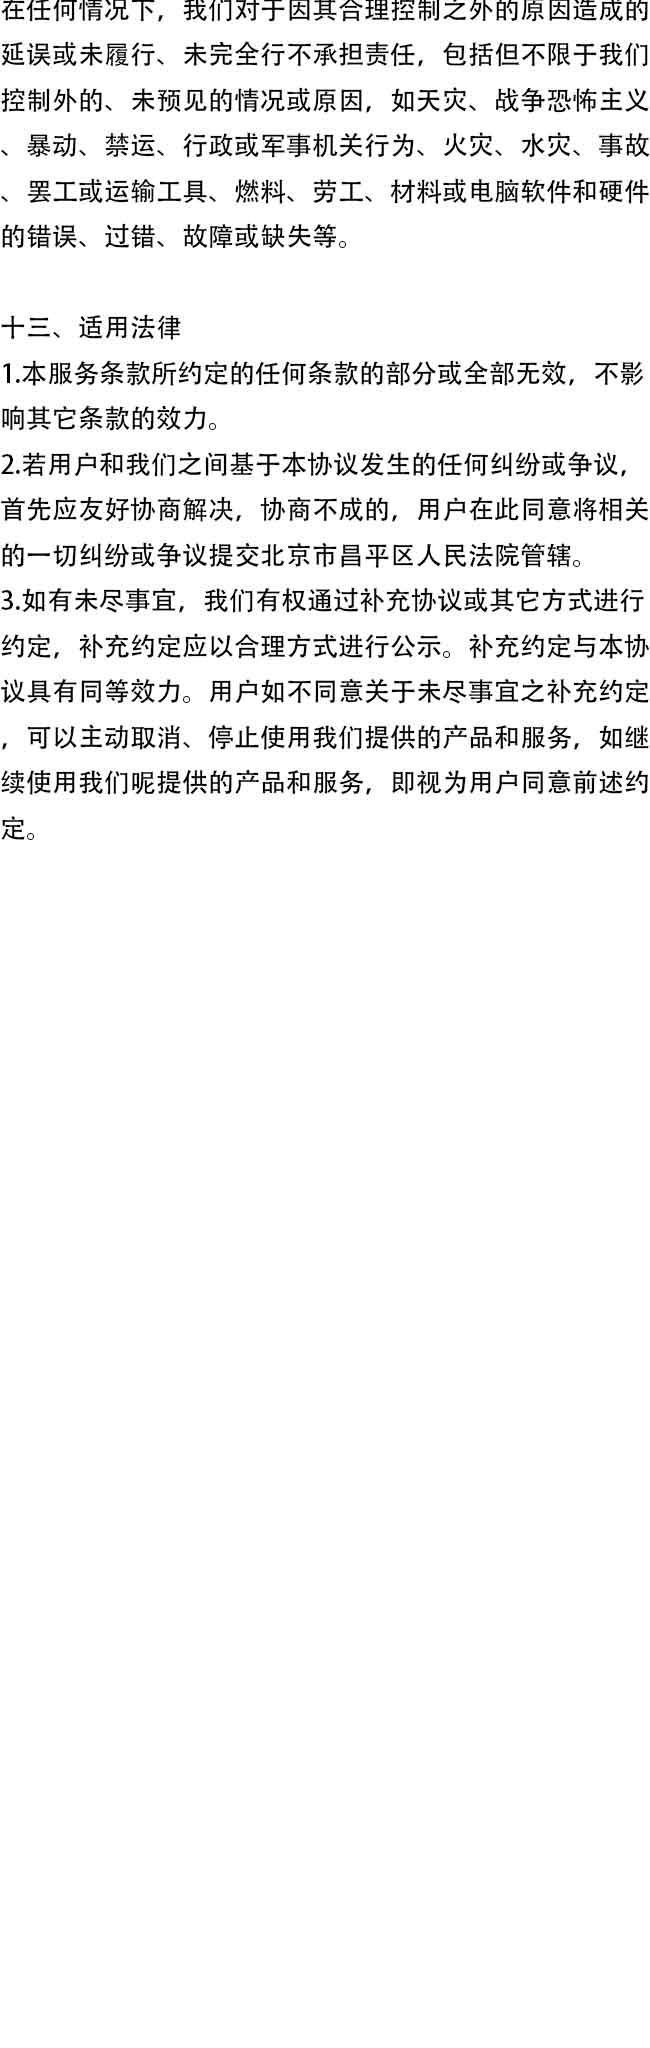 在任何情况下，我们对于因其合理控制之外的原因造成的
延误或未履行、未完全行不承担责任，包括但不限于我们
控制外的、未预见的情况或原因，如天灾、战争恐怖主义
、暴动、禁运、行政或军事机关行为、火灾、水灾、事故
、罢工或运输工具、燃料、劳工、材料或电脑软件和硬件
的错误、过错、故障或缺失等。
十三、适用法律
1.本服务条款所约定的任何条款的部分或全部无效，不影
响其它条款的效力。
2.若用户和我们之间基于本协议发生的任何纠纷或争议，
首先应友好协商解决，协商不成的，用户在此同意将相关
的一切纠纷或争议提交北京市昌平区人民法院管辖。
3.如有未尽事宜，我们有权通过补充协议或其它方式进行
约定，补充约定应以合理方式进行公示。补充约定与本协
议具有同等效力。用户如不同意关于未尽事宜之补充约定
，可以主动取消、停止使用我们提供的产品和服务，如继
续使用我们呢提供的产品和服务，即视为用户同意前述约
定。